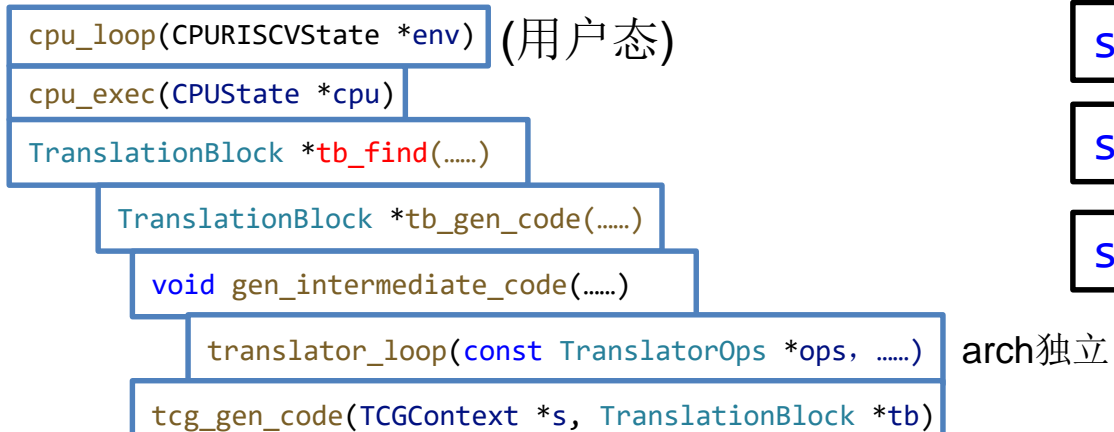 cpu_loop(CPURISCVState *env) (用户态)
cpu_exec(CPUState *cpu)
TranslationBlock *tb_find(……)
TranslationBlock *tb_gen_code(……)
void gen_intermediate_code(……)
translator_loop(const TranslatorOps *ops，……) arch独立
tcg_gen_code(TCGContext *s, TranslationBlock *tb)
s
s
s